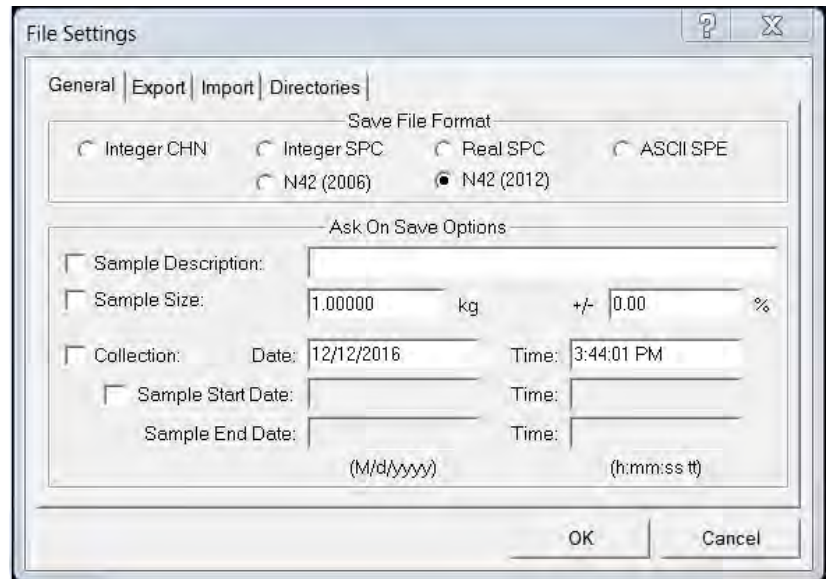 File Settings
General Export Import Directories
Save File Format
Integer CHN Integer SPC Real SPC ASCII SPE
N42 (2006) N42 (2012)
Ask On Save Options
Sample Description:
Sample Size: 1.00000 kg +/- 0.00 %
Collection: Date: 12/12/2016 Time: 3:44:01 PM
Sample Start Date: Time:
Sample End Date: Time:
(M/d/yyyy) (h:mm:ss tt)
OK Cancel